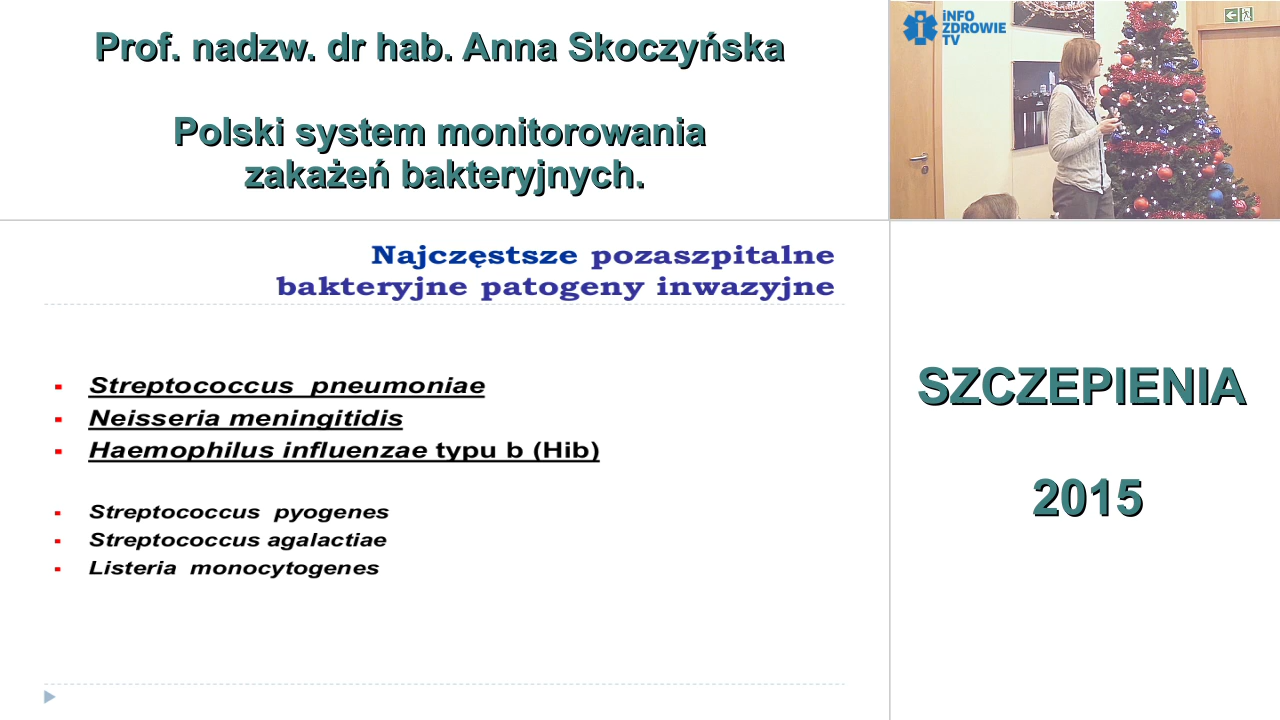 Prof. nadzw. dr hab. Anna Skoczyńska
Polski system monitorowania
zakażeń bakteryjnych.
iNFO
ZDROWIE
TV
Najczęstsze pozaszpitalne
bakteryjne patogeny inwazyjne
Streptococcus pneumoniae
Neisseria meningitidis
Haemophilus influenzae typu b (Hib)
Streptococcus pyogenes
Streptococcus agalactiae
Listeria monocytogenes
SZCZEPIENIA
2015